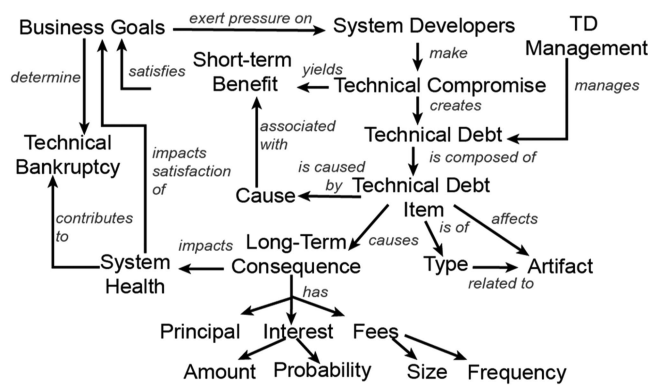 Business Goals
exert pressure on
System Developers
TD
Management
determine
satisfies
Short-term
Benefit
yields
make
Technical Compromise
manages
creates
Technical
Bankruptcy
impacts
satisfaction
of
associated
with
Technical Debt
is composed of
is caused
by
Technical Debt
Item
Cause
contributes
to
affects
is of
causes
System
Health
impacts
Long-Term
Consequence
Type
related to
Artifact
has
Principal
Interest
Fees
Amount
Probability
Size
Frequency